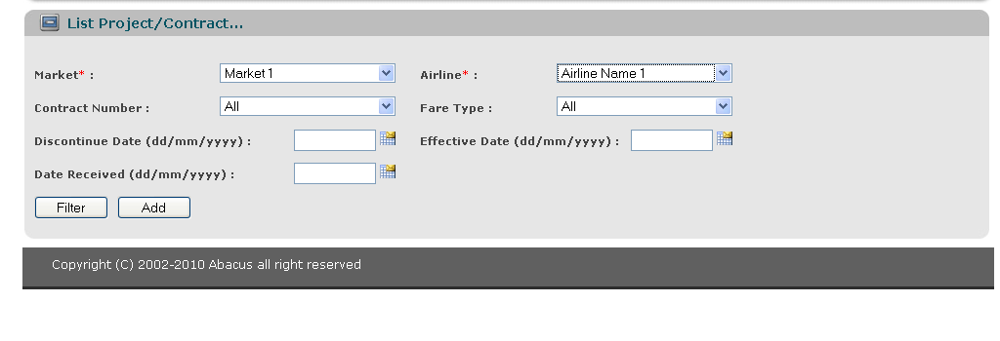 List Project/Contract...
Market* : Market 1 Airline* : Airline Name 1
Contract Number : All Fare Type : All
Discontinue Date (dd/mm/yyyy) : Effective Date (dd/mm/yyyy) :
Date Received (dd/mm/yyyy) :
Filter Add
Copyright (C) 2002-2010 Abacus all right reserved